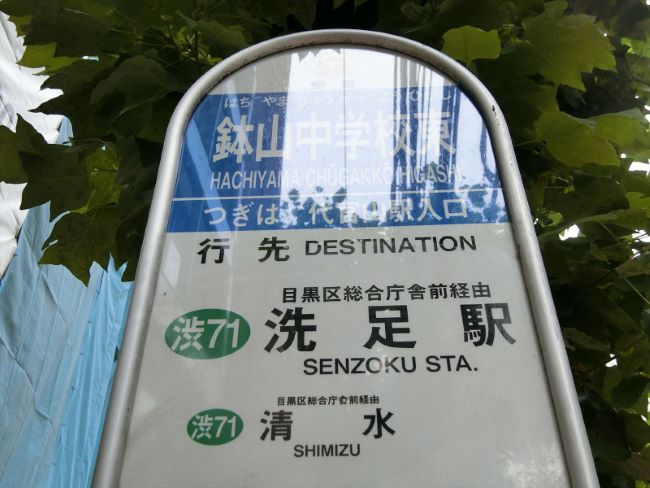 鉢山中学校東
HACHIYAMA CHŪGAKKŌ HIGASHI
つぎは 代官山駅入口
行先 DESTINATION
目黒区総合庁舎前経由
渋71 洗足駅
SENZOKU STA.
目黒区総合庁舎前経由
渋71 清水
SHIMIZU